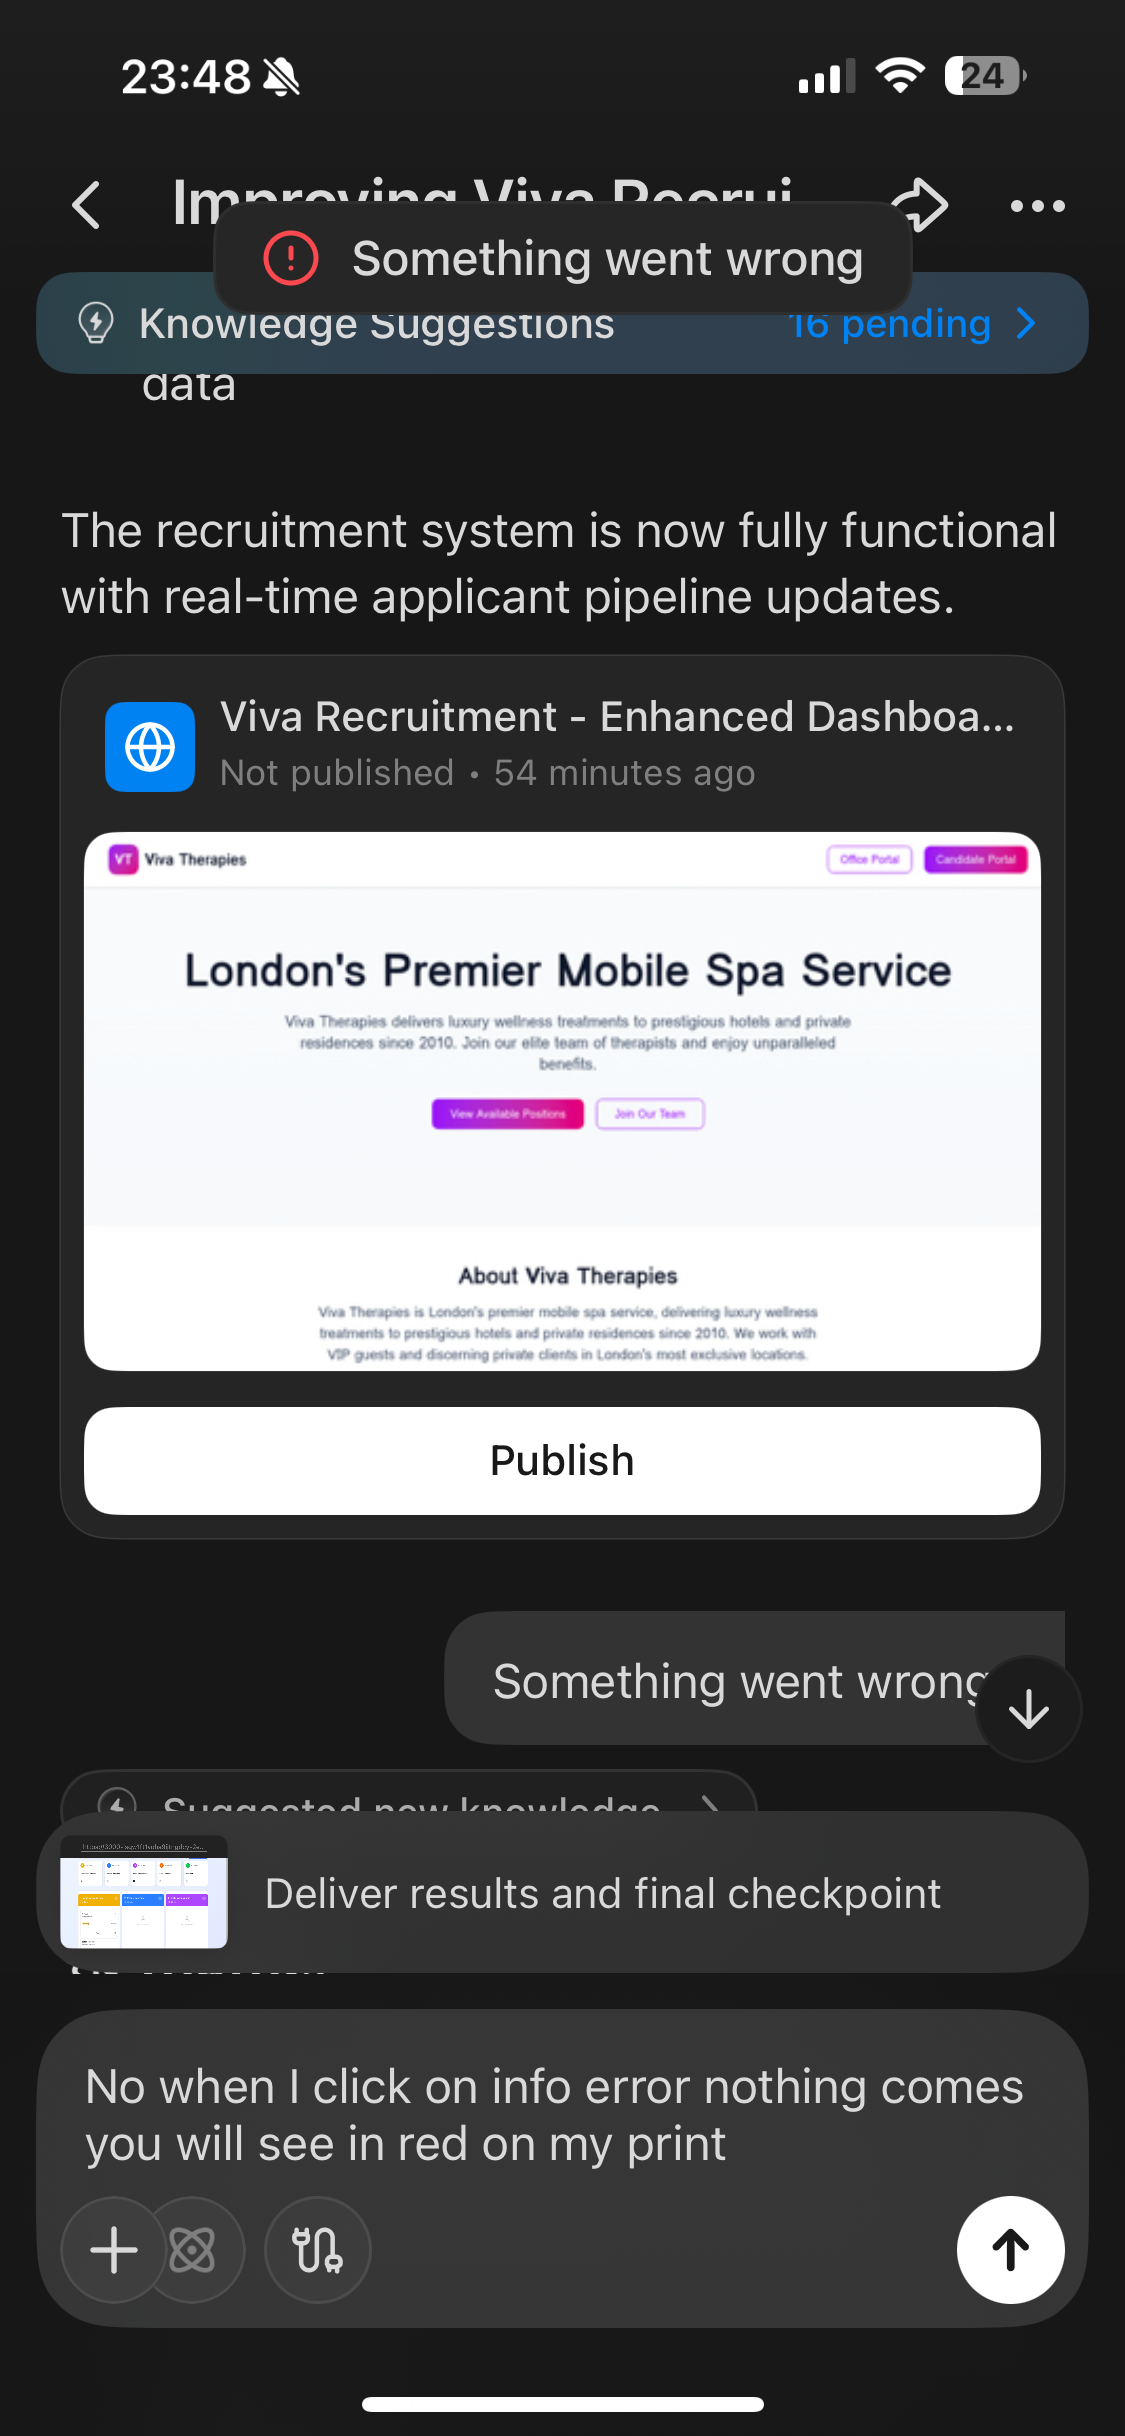 23:48
24
Improving Viva Recrui
Something went wrong
Knowledge Suggestions 16 pending
data
The recruitment system is now fully functional
with real-time applicant pipeline updates.
Viva Recruitment - Enhanced Dashboa...
Not published • 54 minutes ago
VT Viva Therapies
Office Portal
Candidate Portal
London's Premier Mobile Spa Service
Viva Therapies delivers luxury wellness treatments to prestigious hotels and private
residences since 2010. Join our elite team of therapists and enjoy unparalleled
benefits.
View Available Positions
Join Our Team
About Viva Therapies
Viva Therapies is London's premier mobile spa service, delivering luxury wellness
treatments to prestigious hotels and private residences since 2010. We work with
VIP guests and discerning private clients in London's most exclusive locations.
Publish
Something went wrong
Suggested new knowledge
Deliver results and final checkpoint
No when I click on info error nothing comes
you will see in red on my print